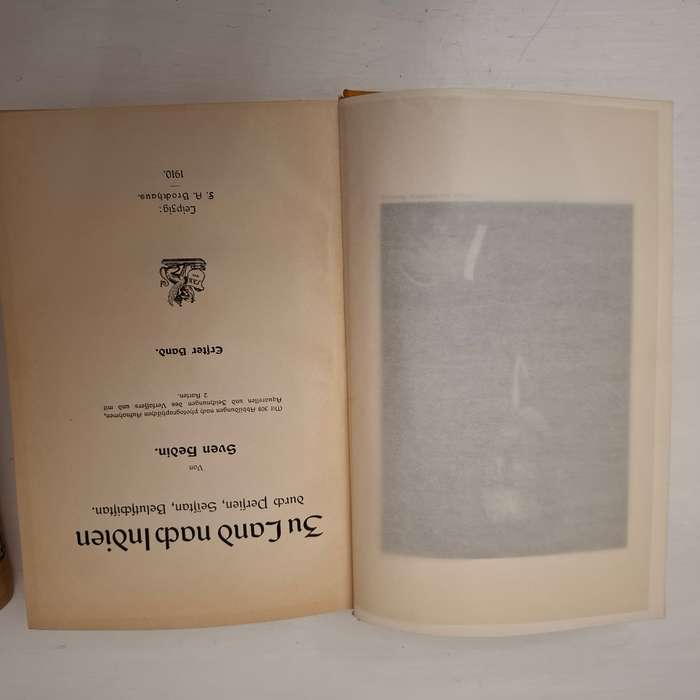 Zu Land nach Indien
durch Persien, Seistan, Belutschistan.
Von
Sven Hedin.
Mit 308 Abbildungen nach photographischen Aufnahmen,
Aquarellen und Zeichnungen des Verfassers und mit
2 Karten.
Erster Band.
Leipzig:
F. A. Brockhaus.
1910.